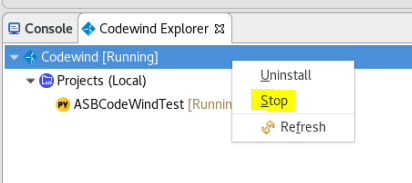 Console
Codewind Explorer
Codewind [Running]
Projects (Local)
PY
ASBCodeWindTest [Runnin
Uninstall
Stop
Refresh